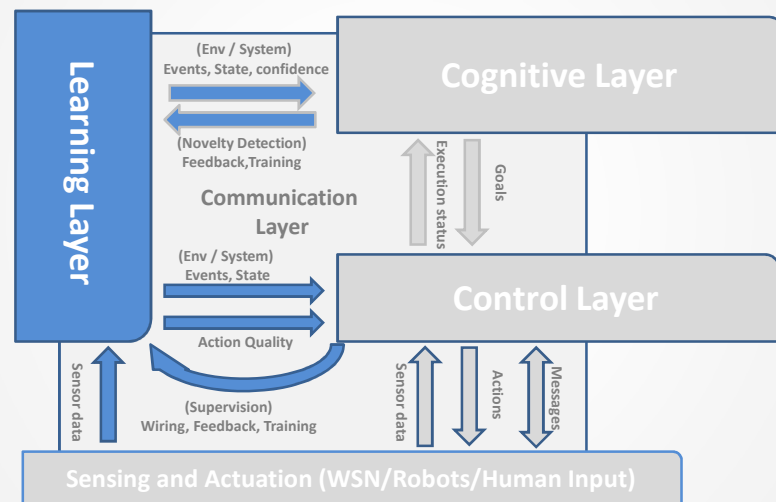 Learning Layer
(Env / System)
Events, State, confidence
Cognitive Layer
(Novelty Detection)
Feedback,Training
Execution status
Goals
Communication
Layer
(Env / System)
Events, State
Control Layer
Action Quality
Sensor data
(Supervision)
Wiring, Feedback, Training
Sensor data
Actions
Messages
Sensing and Actuation (WSN/Robots/Human Input)